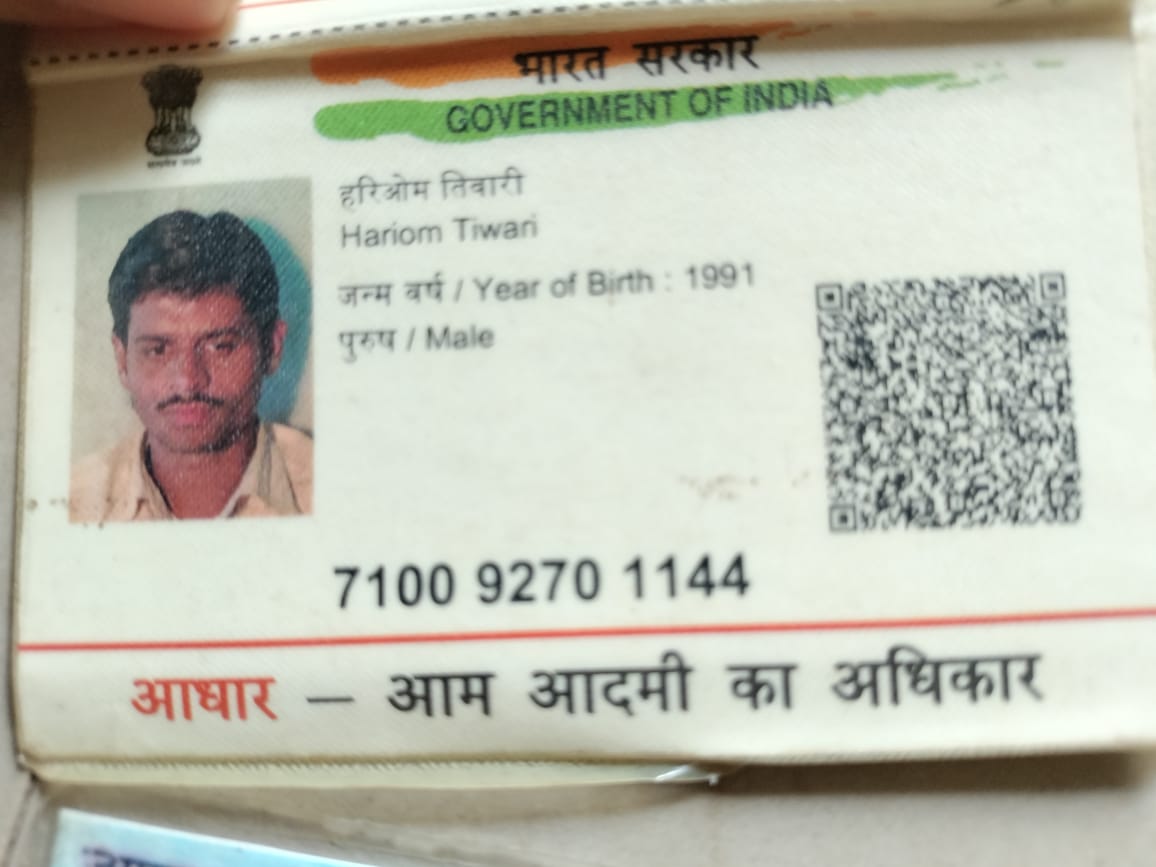 भारत सरकार
GOVERNMENT OF INDIA
हरिओम तिवारी
Hariom Tiwari
जन्म वर्ष / Year of Birth : 1991
पुरुष / Male
7100 9270 1144
आधार – आम आदमी का अधिकार